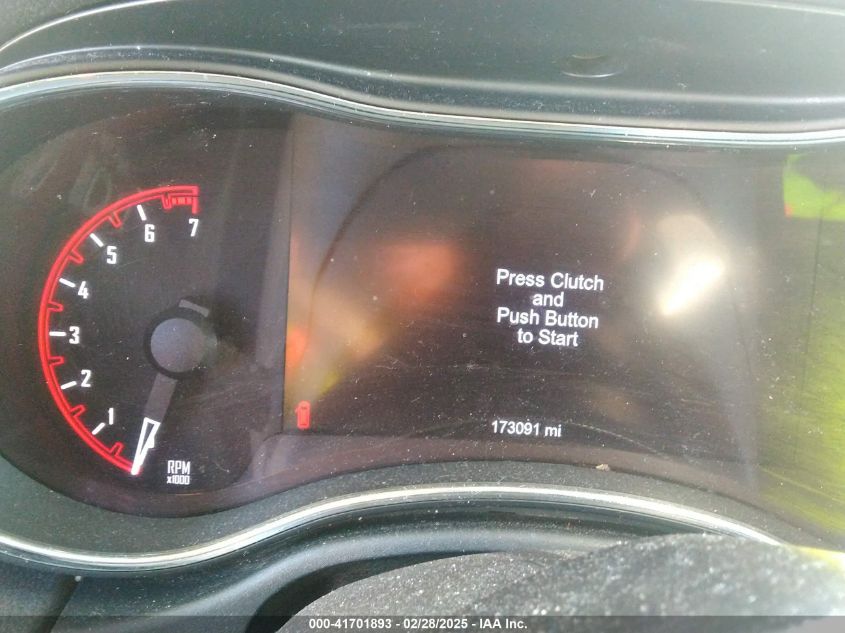 7
6
5
4
3
2
1
RPM
x1000
Press Clutch
and
Push Button
to Start
173091 mi
000-41701893 / 02/28/2025 / IAA Inc.